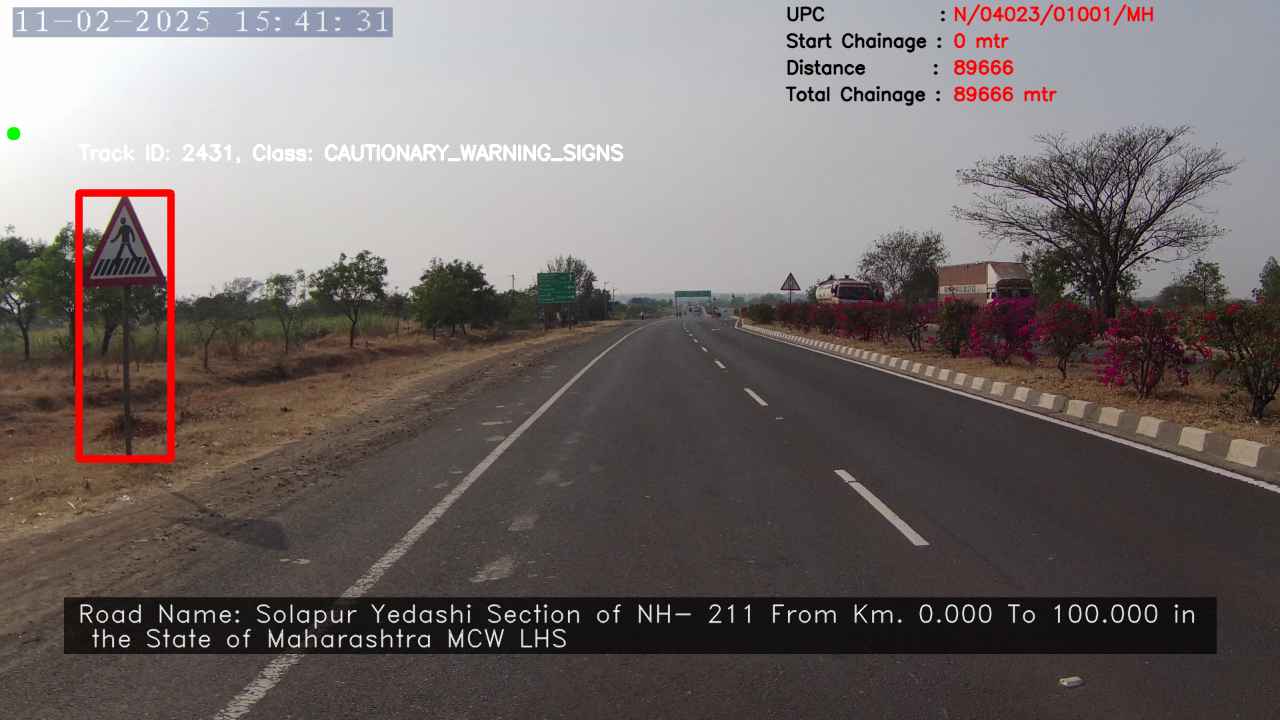 11-02-2025 15:41:31
UPC : N/04023/01001/MH
Start Chainage : 0 mtr
Distance : 89666
Total Chainage : 89666 mtr
Track ID: 2431, Class: CAUTIONARY_WARNING_SIGNS
Road Name: Solapur Yedashi Section of NH- 211 From Km. 0.000 To 100.000 in
the State of Maharashtra MCW LHS